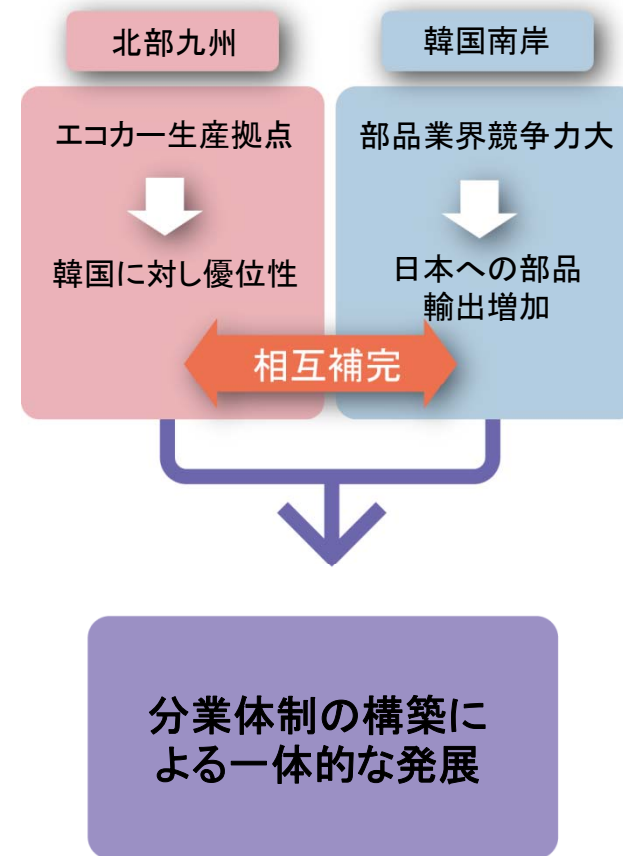 北部九州
エコカー生産拠点
韓国に対し優位性
韓国南岸
部品業界競争力大
日本への部品
輸出増加
相互補完
分業体制の構築に
よる一体的な発展